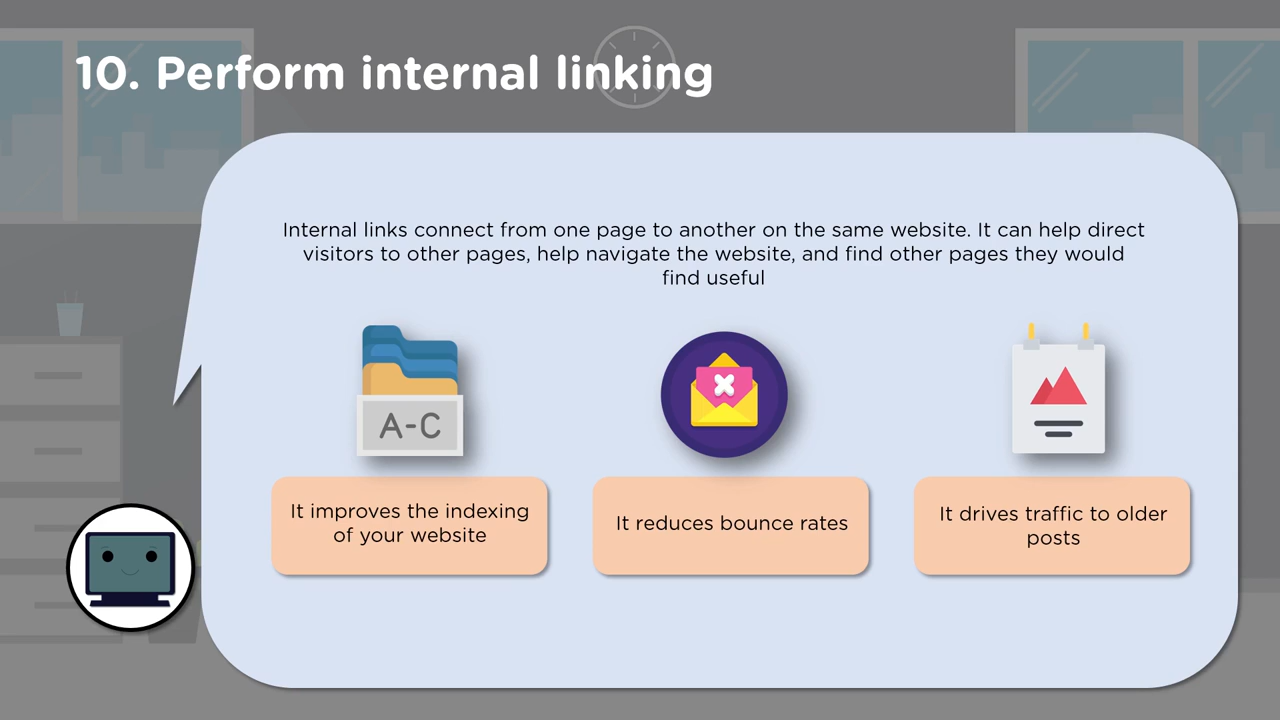 10. Perform internal linking
Internal links connect from one page to another on the same website. It can help direct
visitors to other pages, help navigate the website, and find other pages they would
find useful
A-C
It improves the indexing
of your website
It reduces bounce rates
It drives traffic to older
posts